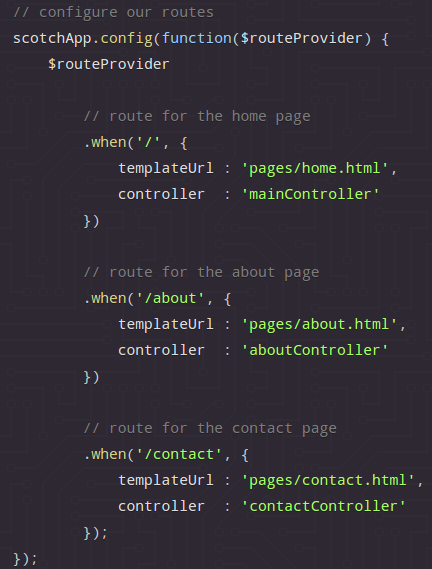 // configure our routes
scotchApp.config(function($routeProvider) {
    $routeProvider

        // route for the home page
        .when('/', {
            templateUrl : 'pages/home.html',
            controller  : 'mainController'
        })

        // route for the about page
        .when('/about', {
            templateUrl : 'pages/about.html',
            controller  : 'aboutController'
        })

        // route for the contact page
        .when('/contact', {
            templateUrl : 'pages/contact.html',
            controller  : 'contactController'
        });
});